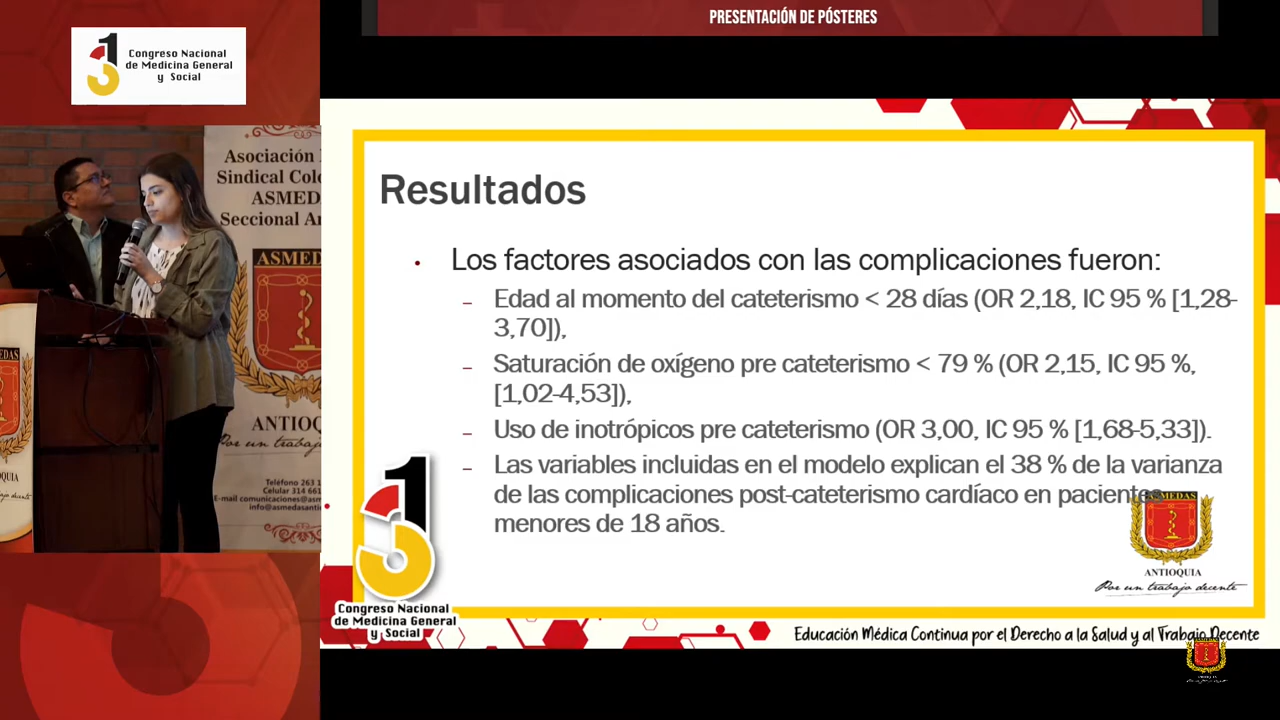 PRESENTACIÓN DE PÓSTERES
Congreso Nacional
de Medicina General
y Social
Asociación
Sindical
ASMED
Seccional
ASMEDAS
ANTIOQUIA
Por un trabajo
Teléfono 263 1
Celular 314 661
E-mail comunicaciones@
info@asmedas
Resultados
• Los factores asociados con las complicaciones fueron:
– Edad al momento del cateterismo < 28 días (OR 2,18, IC 95 % [1,28-
3,70]),
– Saturación de oxígeno pre cateterismo < 79 % (OR 2,15, IC 95 %,
[1,02-4,53]),
– Uso de inotrópicos pre cateterismo (OR 3,00, IC 95 % [1,68-5,33]).
– Las variables incluidas en el modelo explican el 38 % de la varianza
de las complicaciones post-cateterismo cardíaco en pacientes
menores de 18 años.
Congreso Nacional
de Medicina General
y Social
ASMEDAS
ANTIOQUIA
Por un trabajo decente
Educación Médica Continua por el Derecho a la Salud y al Trabajo Decente